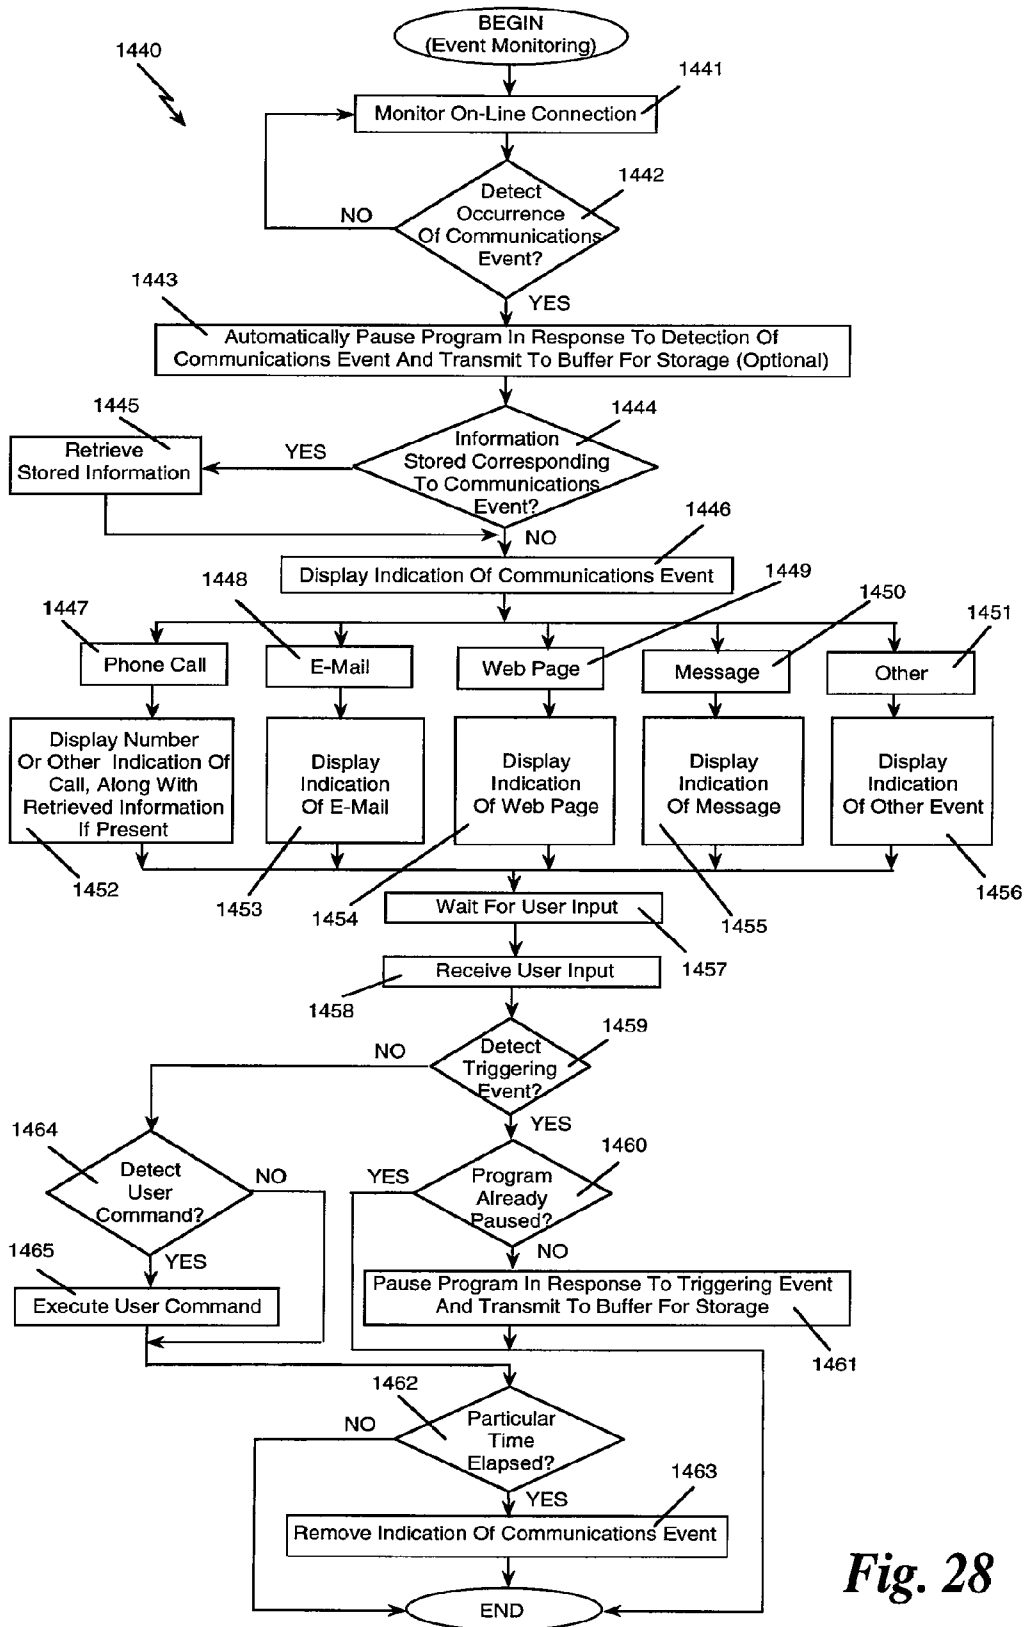 BEGIN
(Event Monitoring)
1440
1441
Monitor On-Line Connection
1442
Detect
Occurrence
Of Communications
Event?
NO
YES
1443
Automatically Pause Program In Response To Detection Of
Communications Event And Transmit To Buffer For Storage (Optional)
1445
1444
Retrieve
Stored Information
YES
Information
Stored Corresponding
To Communications
Event?
NO
1446
Display Indication Of Communications Event
1447
1448
1449
1450
1451
Phone Call
E-Mail
Web Page
Message
Other
Display Number
Or Other Indication Of
Call, Along With
Retrieved Information
If Present
Display
Indication
Of E-Mail
Display
Indication
Of Web Page
Display
Indication
Of Message
Display
Indication
Of Other Event
1452
1453
1454
1455
1456
Wait For User Input
1457
Receive User Input
1458
1459
Detect
Triggering
Event?
NO
YES
1464
1460
Detect
User
Command?
NO
YES
Program
Already
Paused?
YES
NO
1465
Execute User Command
Pause Program In Response To Triggering Event
And Transmit To Buffer For Storage
1461
1462
Particular
Time
Elapsed?
NO
YES
1463
Remove Indication Of Communications Event
END
Fig. 28